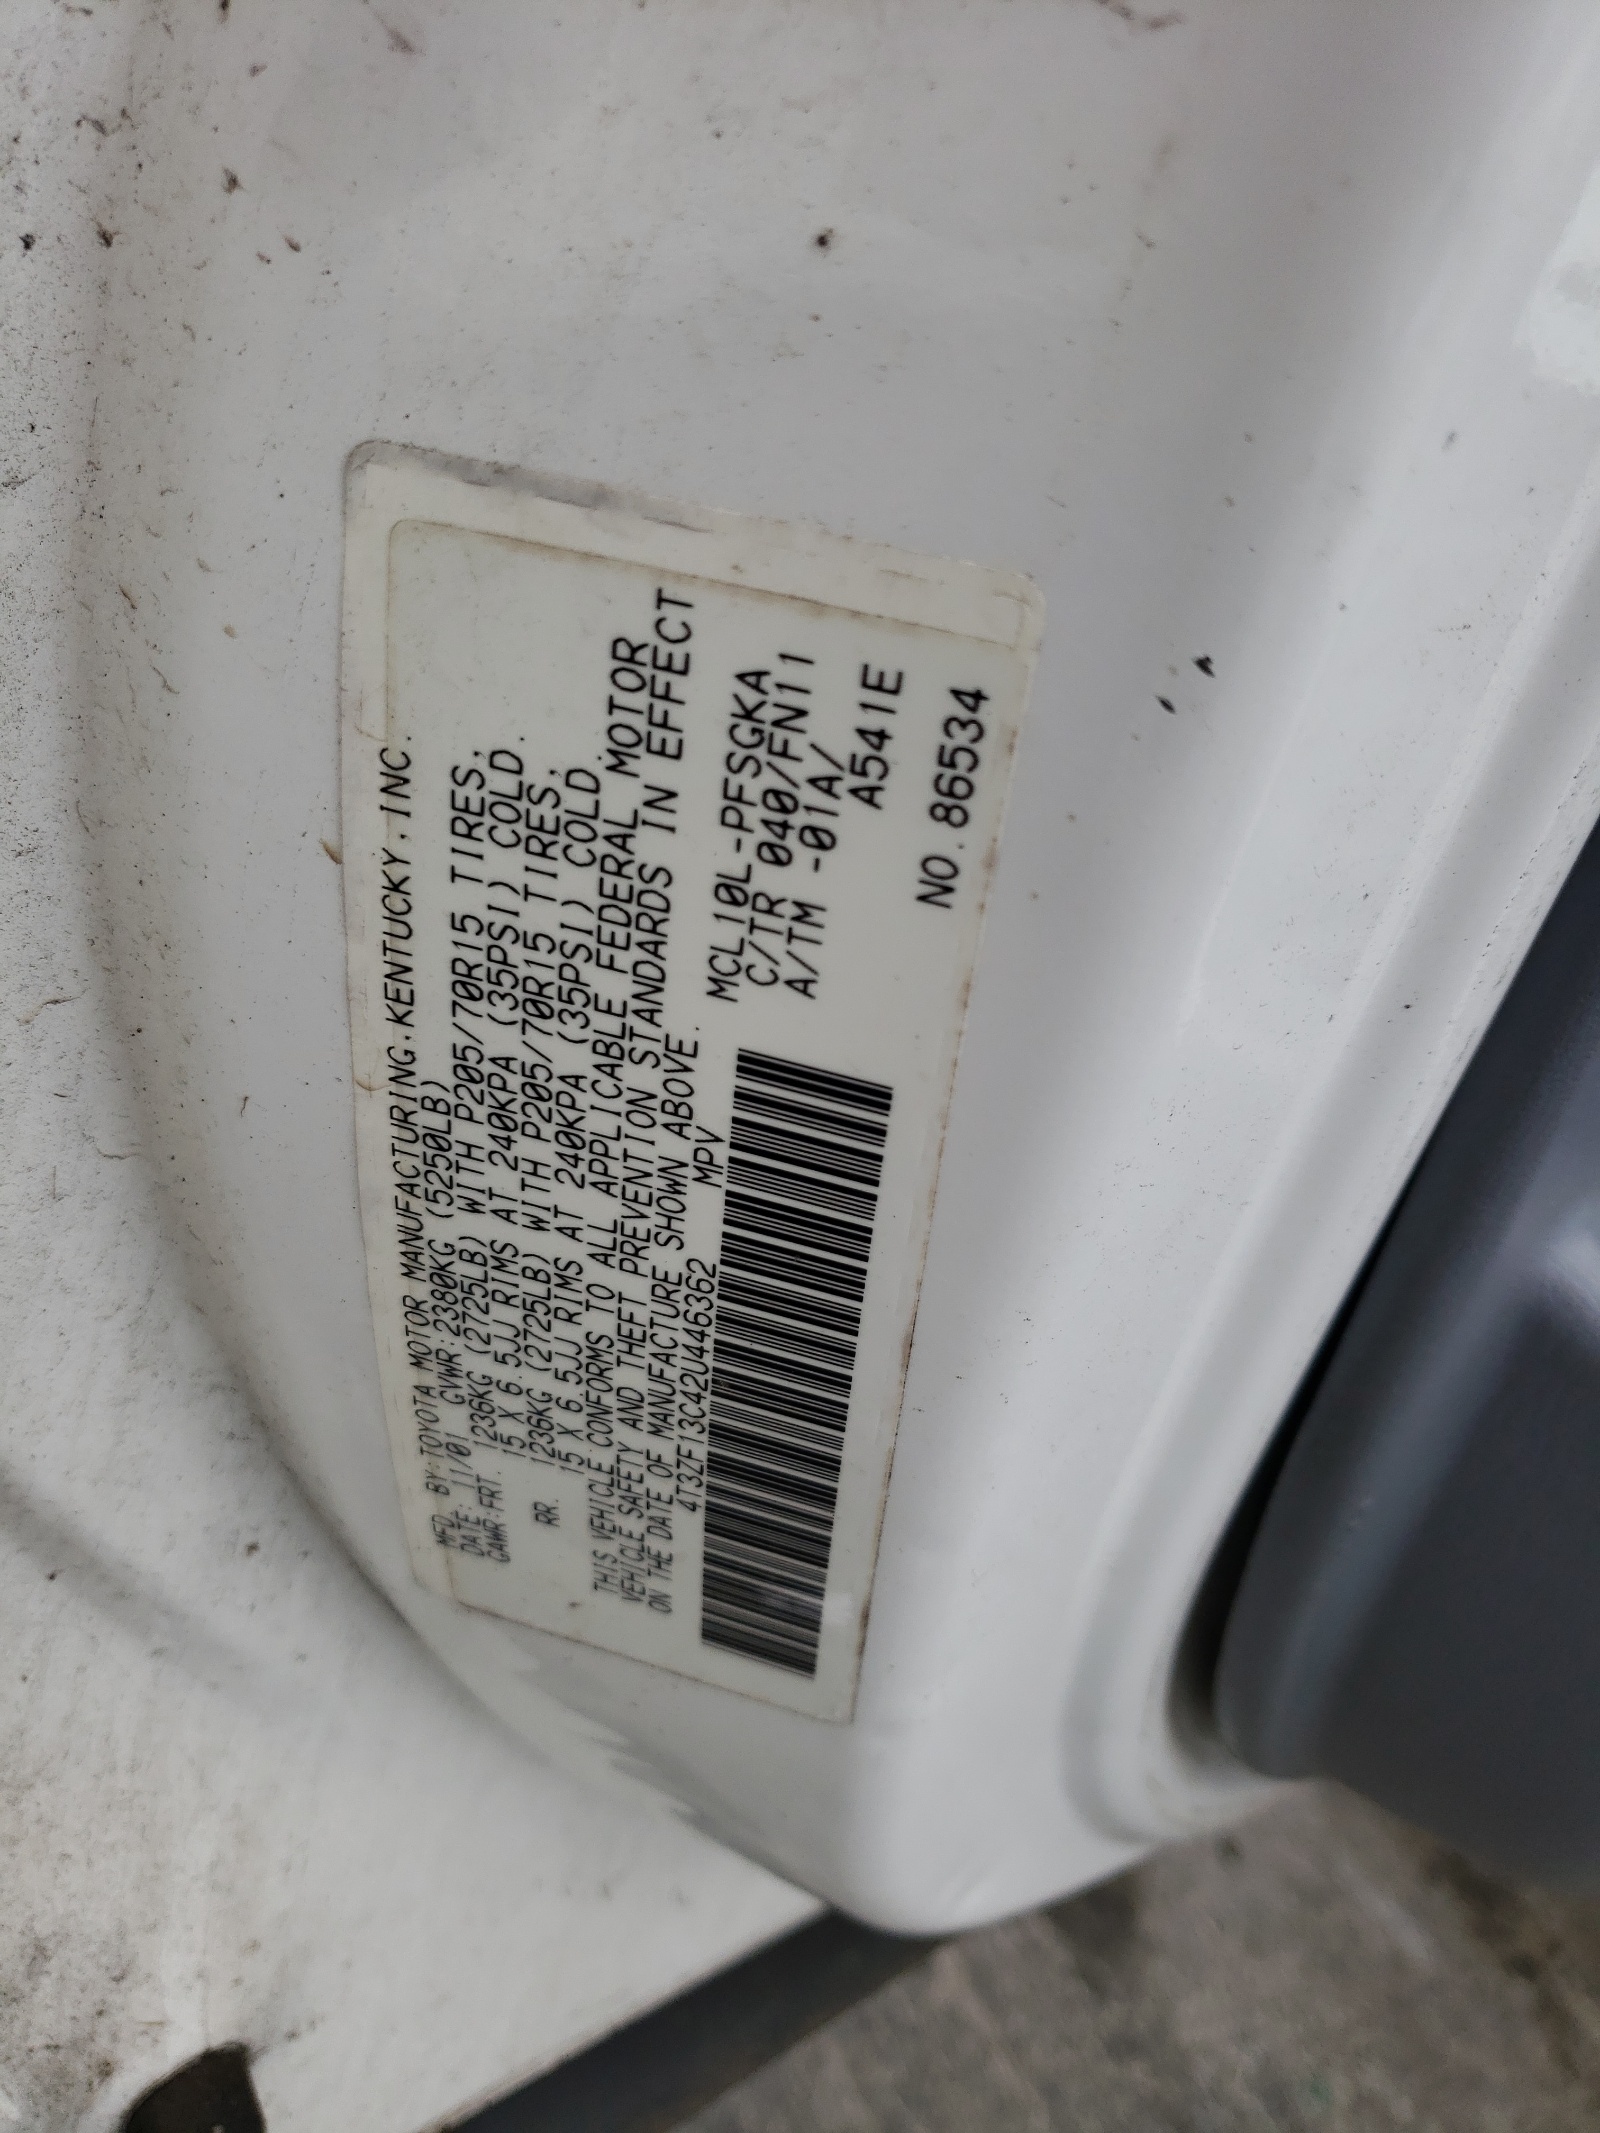 MFD. BY:TOYOTA MOTOR MANUFACTURING.KENTUCKY,INC.
DATE: 11/01 GVWR:2380KG (5250LB)
GAWR:FRT. 1236KG (2725LB) WITH P205/70R15 TIRES,
15 X 6.5JJ RIMS AT 240KPA (35PSI) COLD.
RR. 1236KG (2725LB) WITH P205/70R15 TIRES,
15 X 6.5JJ RIMS AT 240KPA (35PSI) COLD.
THIS VEHICLE CONFORMS TO ALL APPLICABLE FEDERAL MOTOR
VEHICLE SAFETY AND THEFT PREVENTION STANDARDS IN EFFECT
ON THE DATE OF MANUFACTURE SHOWN ABOVE.
4T3ZF13C42U446362 MPV
MCL10L-PFSGKA
C/TR 040/FN11
A/TM -01A/
A541E
NO. 86534